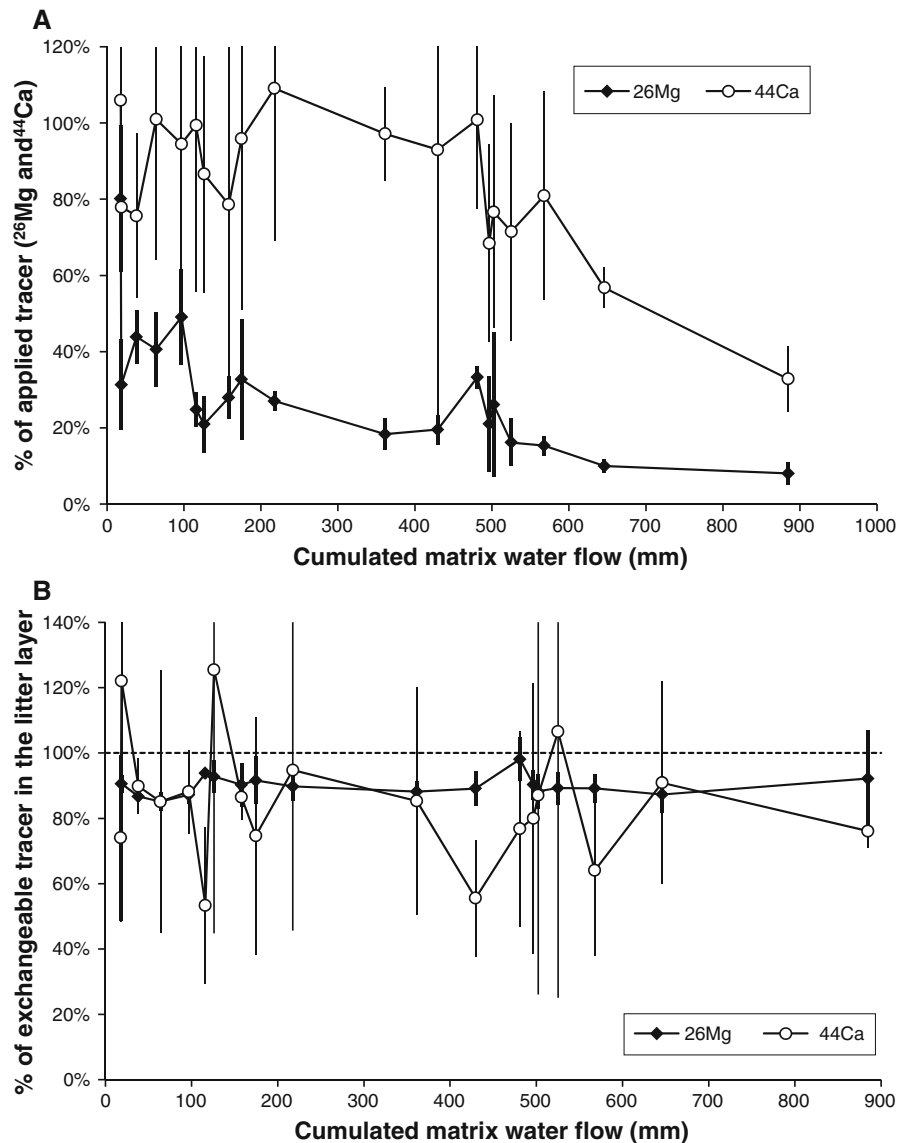 A
120%
100%
80%
60%
40%
20%
0%
% of applied tracer (26Mg and44Ca)
26Mg 44Ca
0 100 200 300 400 500 600 700 800 900 1000
Cumulated matrix water flow (mm)
B
140%
120%
100%
80%
60%
40%
20%
0%
% of exchangeable tracer in the litter layer
26Mg 44Ca
0 100 200 300 400 500 600 700 800 900
Cumulated matrix water flow (mm)